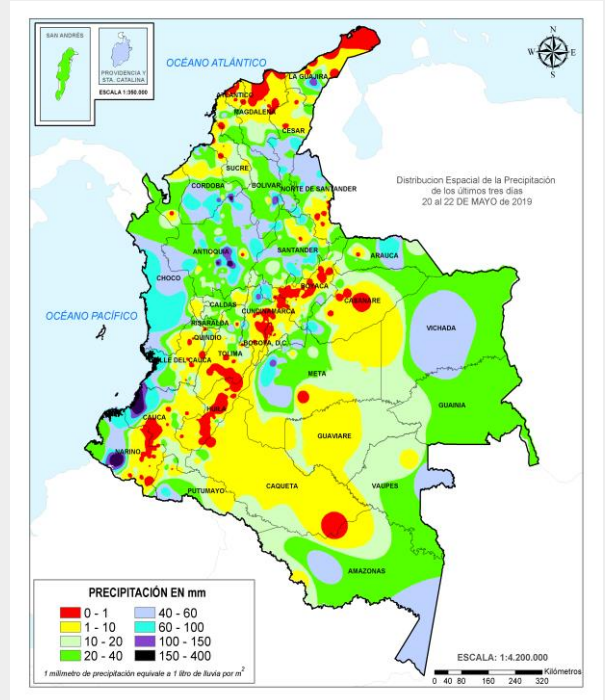 SAN ANDRÉS
PROVIDENCIA Y
STA. CATALINA
ESCALA 1:380.000
N
W
E
S
OCÉANO ATLÁNTICO
LA GUAJIRA
ATLANTICO
MAGDALENA
CESAR
SUCRE
Distribucion Espacial de la Precipitación
de los últimos tres días
20 al 22 DE MAYO de 2019
CORDOBA
BOLIVAR
NORTE DE SANTANDER
ANTIOQUIA
SANTANDER
ARAUCA
CHOCO
BOYACA
CASANARE
CALDAS
CUNDINAMARCA
OCÉANO PACÍFICO
RISARALDA
VICHADA
QUINDIO
BOGOTA, D.C.
TOLIMA
VALLE DEL CAUCA
META
GUAINIA
CAUCA
HUILA
GUAVIARE
NARIÑO
CAQUETA
VAUPES
PUTUMAYO
AMAZONAS
PRECIPITACIÓN EN mm
0 - 1
40 - 60
1 - 10
60 - 100
10 - 20
100 - 150
20 - 40
150 - 400
1 milimetro de precipitación equivale a 1 litro de lluvia por m²
ESCALA: 1:4.200.000
Kilómetros
0 40 80 160 240 320